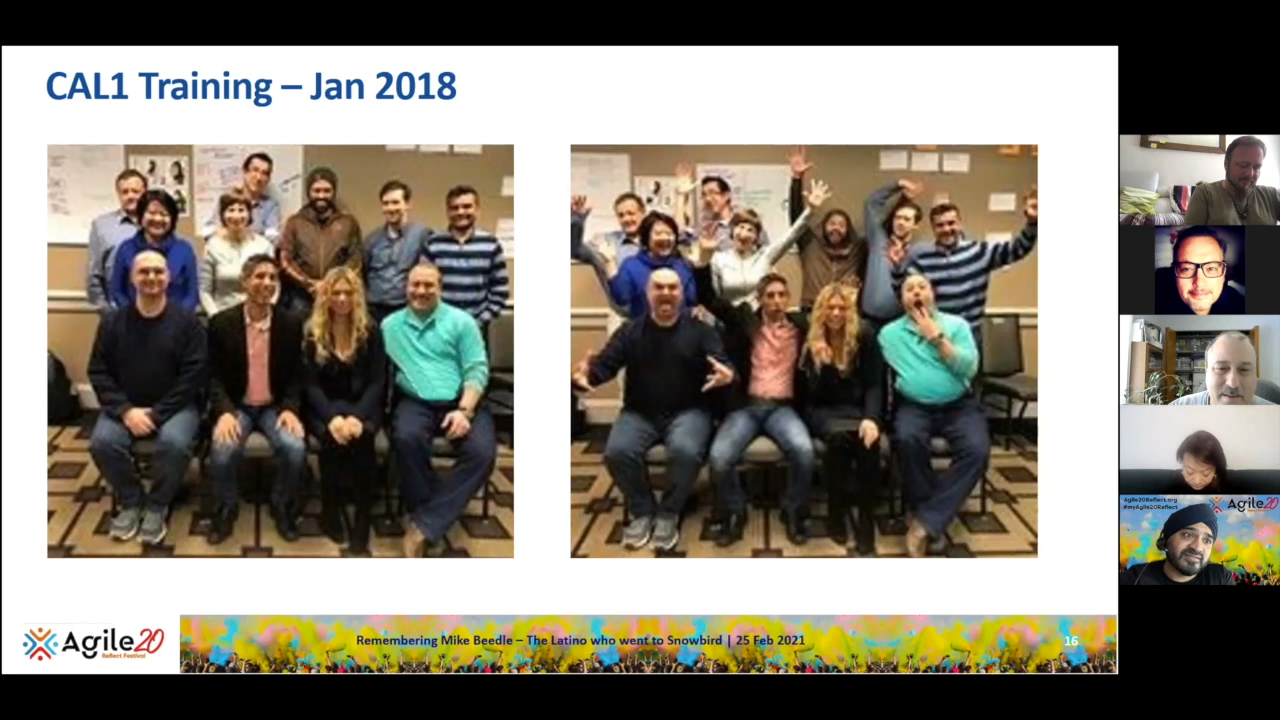 CAL1 Training – Jan 2018
Agile20Reflect.org
#myAgile20Reflect
Agile20
Agile20
Reflect Festival
Remembering Mike Beedle – The Latino who went to Snowbird | 25 Feb 2021
16